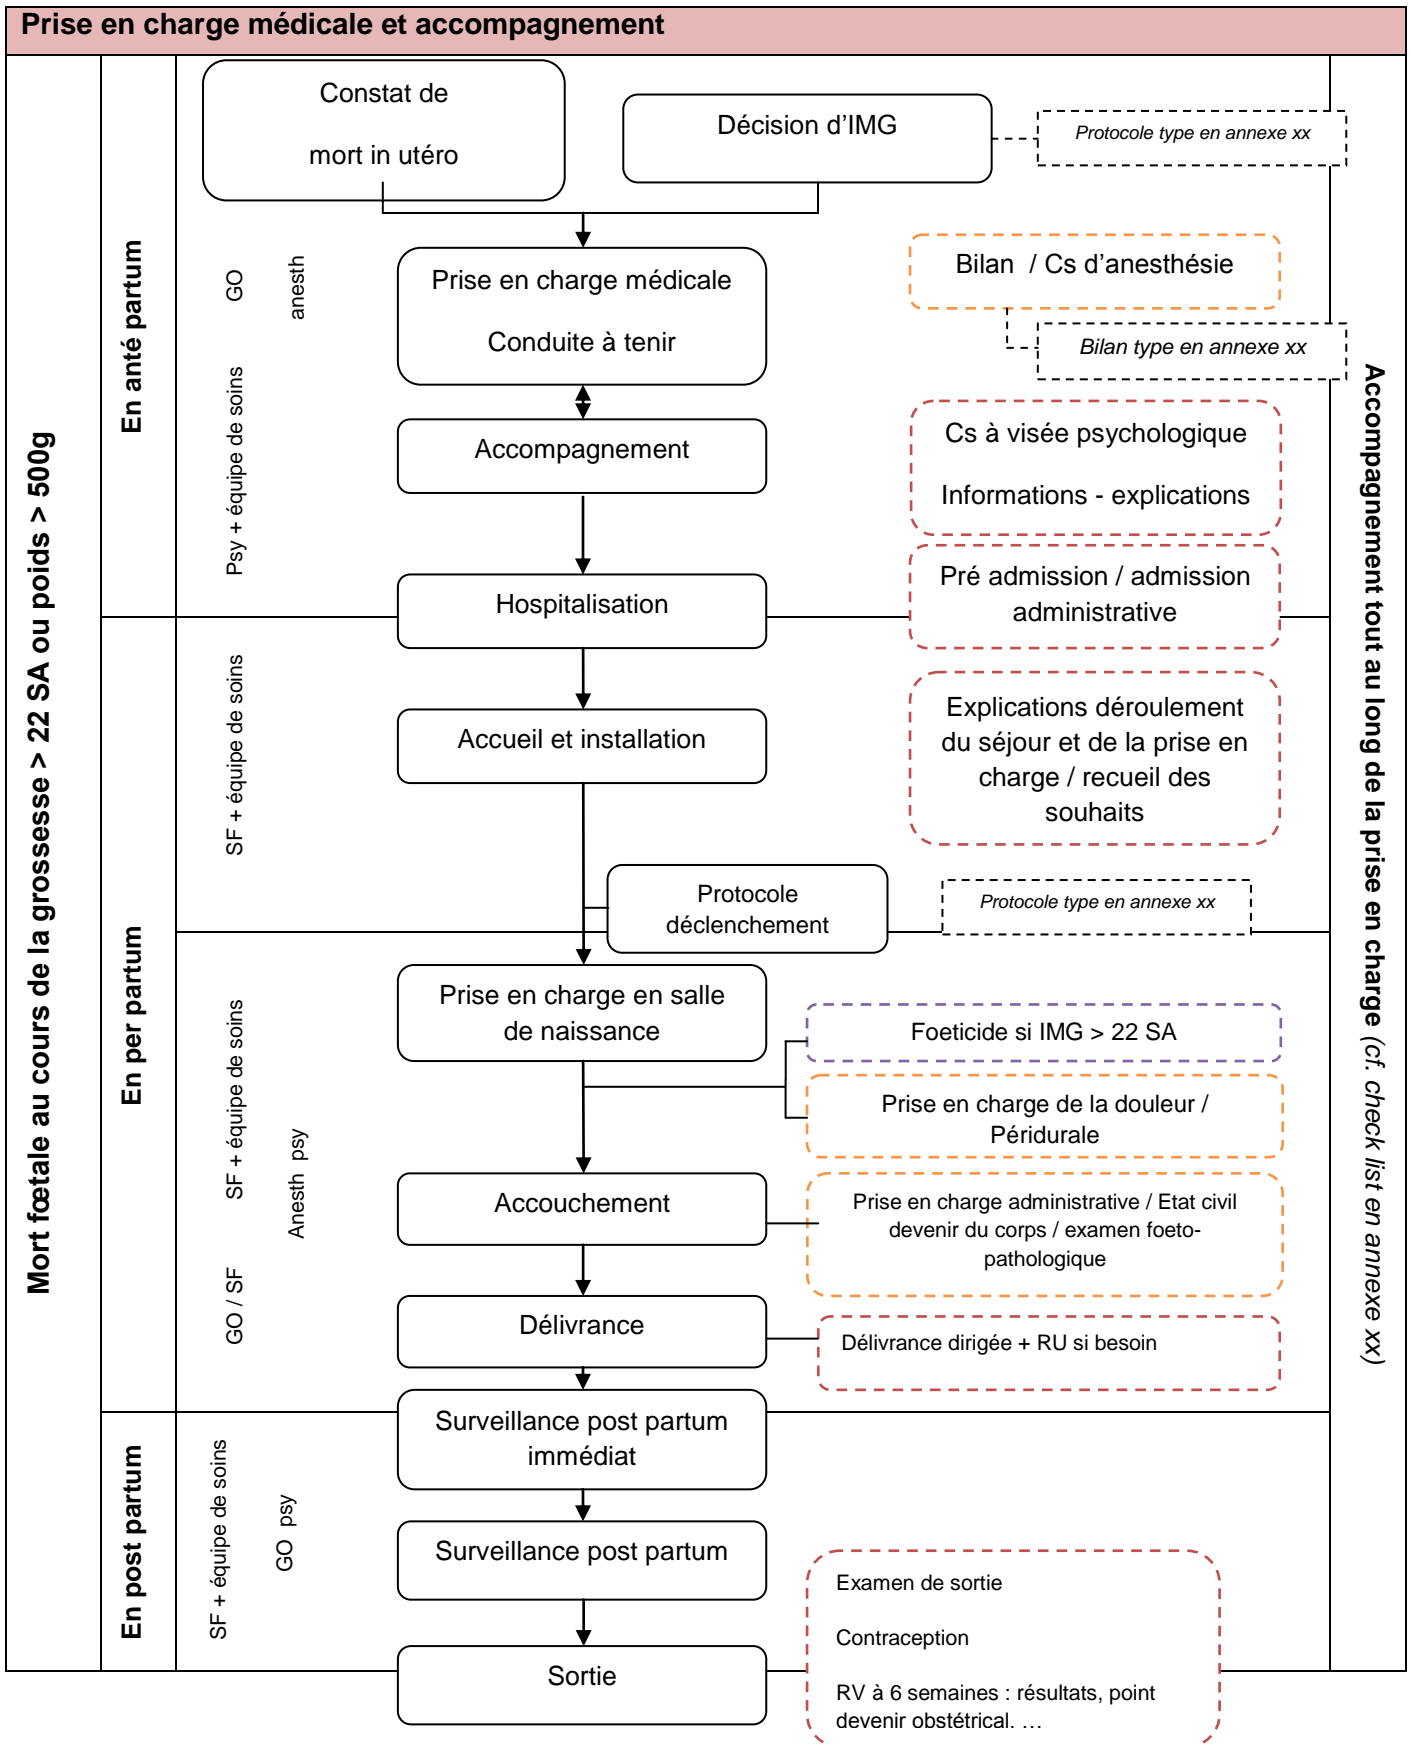 Prise en charge médicale et accompagnement
Mort fœtale au cours de la grossesse > 22 SA ou poids > 500g
En anté partum
GO
anesth
Psy + équipe de soins
Constat de
mort in utéro
Décision d’IMG
Protocole type en annexe xx
Prise en charge médicale
Conduite à tenir
Bilan / Cs d’anesthésie
Bilan type en annexe xx
Accompagnement
Cs à visée psychologique
Informations - explications
Hospitalisation
Pré admission / admission
administrative
En per partum
SF + équipe de soins
Accueil et installation
Explications déroulement
du séjour et de la prise en
charge / recueil des
souhaits
Protocole
déclenchement
Protocole type en annexe xx
SF + équipe de soins
Anesth psy
GO / SF
Prise en charge en salle
de naissance
Foeticide si IMG > 22 SA
Prise en charge de la douleur /
Péridurale
Accouchement
Prise en charge administrative / Etat civil
devenir du corps / examen foeto-
pathologique
Délivrance
Délivrance dirigée + RU si besoin
En post partum
SF + équipe de soins
GO psy
Surveillance post partum
immédiat
Surveillance post partum
Sortie
Examen de sortie
Contraception
RV à 6 semaines : résultats, point
devenir obstétrical. …
Accompagnement tout au long de la prise en charge (cf. check list en annexe xx)